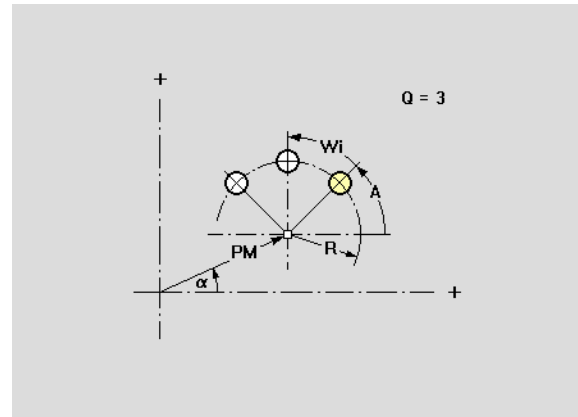 +
Q = 3
Wi
A
PM
R
α
+